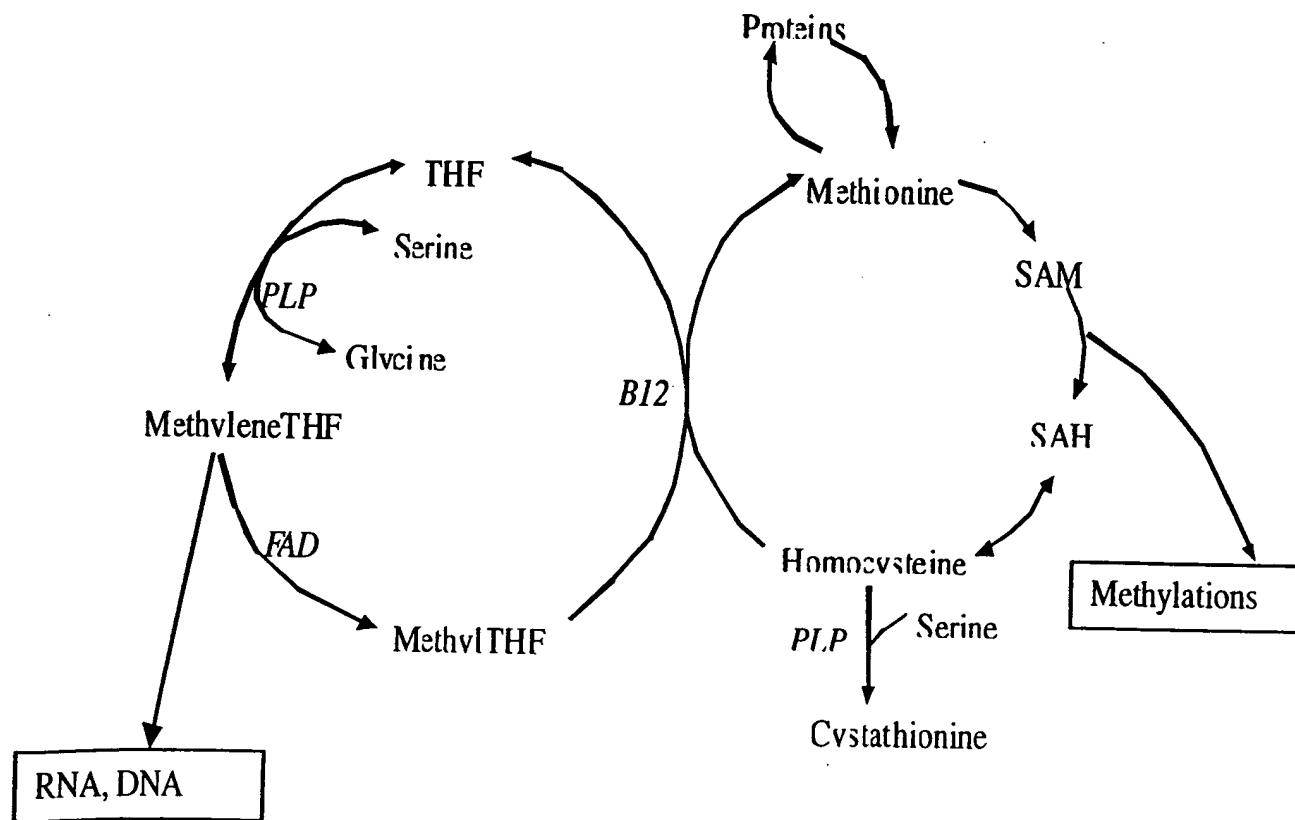 Proteins
THF
Methionine
Serine
SAM
PLP
Glycine
B12
MethyleneTHF
SAH
FAD
Homocysteine
Methylations
MethylTHF
PLP
Serine
Cystathionine
RNA, DNA